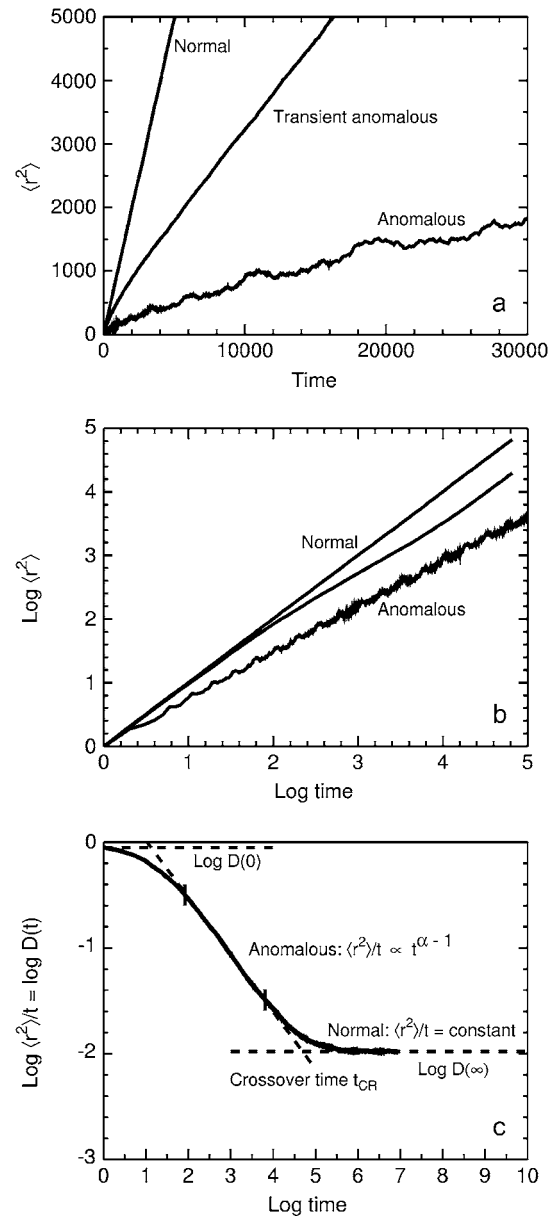 5000
4000
3000
2000
1000
0
⟨r²⟩
Normal
Transient anomalous
Anomalous
a
0 10000 20000 30000
Time
5
4
3
2
1
0
Log ⟨r²⟩
Normal
Anomalous
b
0 1 2 3 4 5
Log time
0
-1
-2
-3
Log ⟨r²⟩/t = log D(t)
Log D(0)
Anomalous: ⟨r²⟩/t ∝ t^{α - 1}
Normal: ⟨r²⟩/t = constant
Log D(∞)
Crossover time t_{CR}
c
0 1 2 3 4 5 6 7 8 9 10
Log time